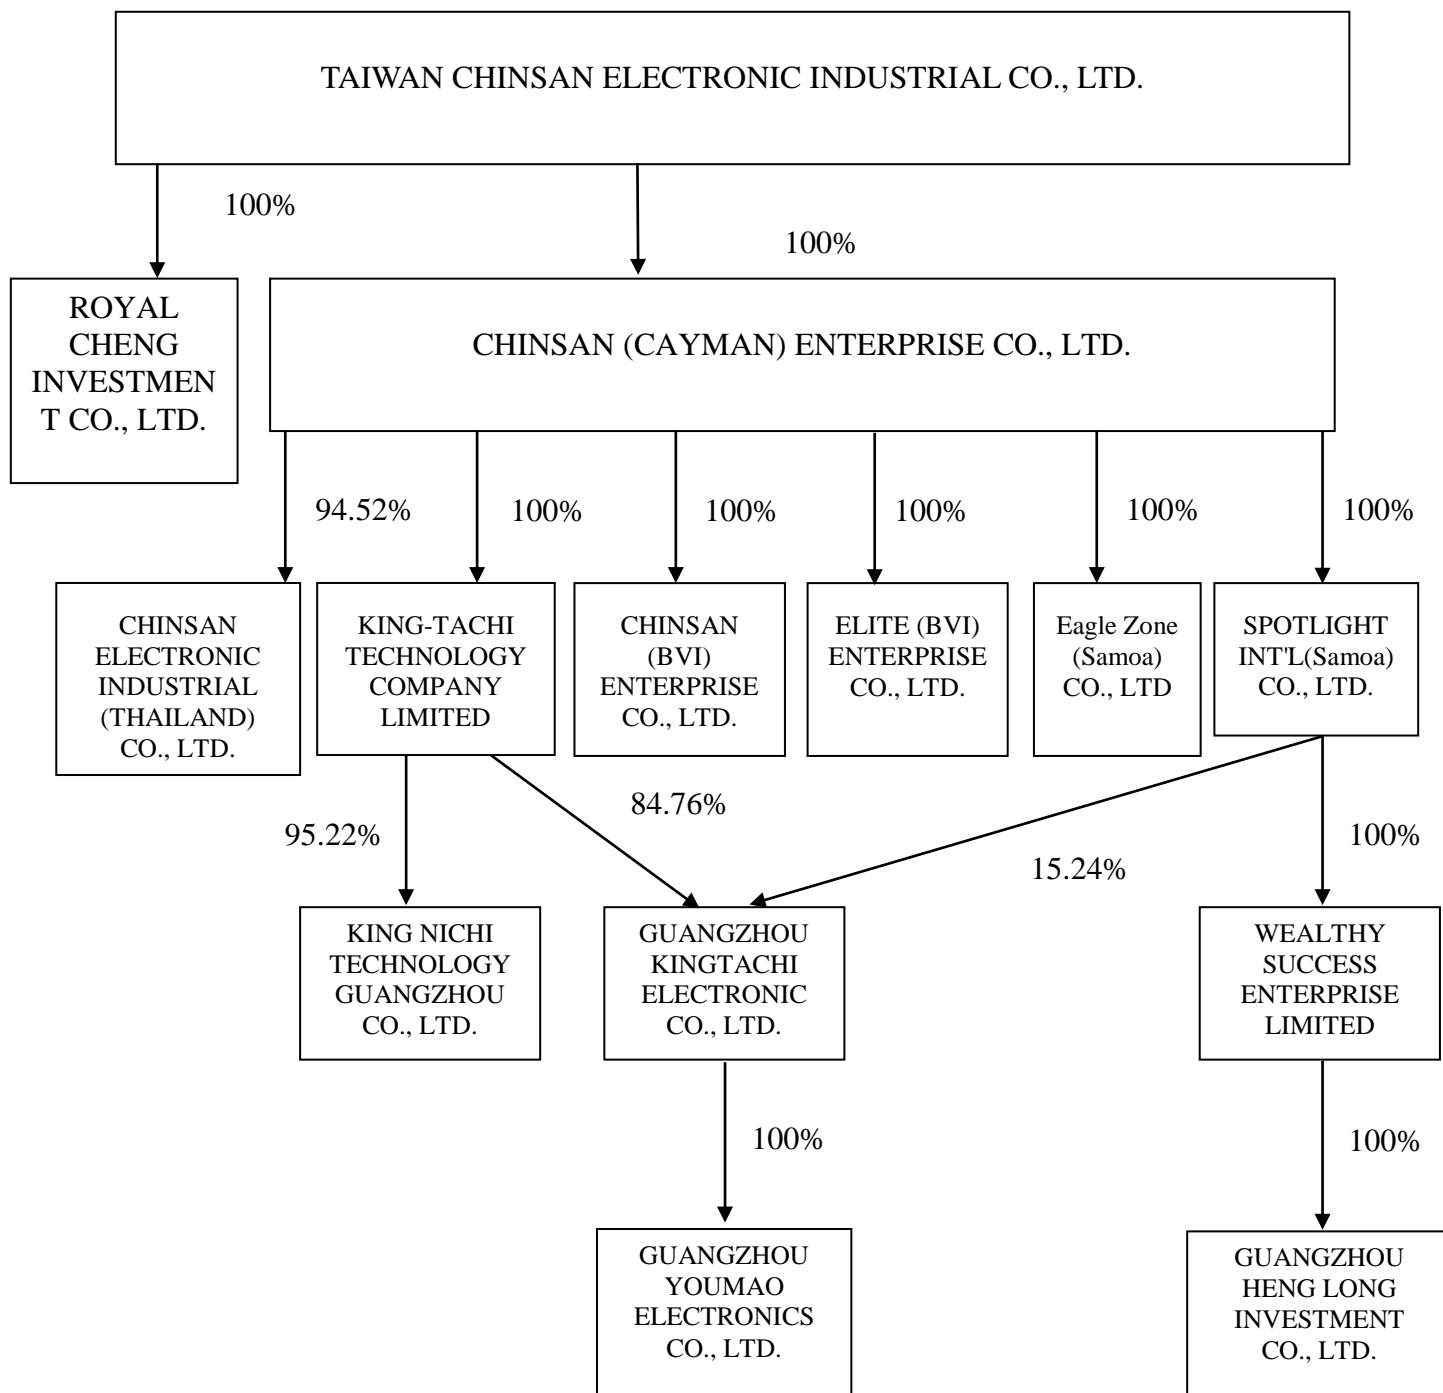 TAIWAN CHINSAN ELECTRONIC INDUSTRIAL CO., LTD.
100%
100%
ROYAL
CHENG
INVESTMEN
T CO., LTD.
CHINSAN (CAYMAN) ENTERPRISE CO., LTD.
94.52%
100%
100%
100%
100%
100%
CHINSAN
ELECTRONIC
INDUSTRIAL
(THAILAND)
CO., LTD.
KING-TACHI
TECHNOLOGY
COMPANY
LIMITED
CHINSAN
(BVI)
ENTERPRISE
CO., LTD.
ELITE (BVI)
ENTERPRISE
CO., LTD.
Eagle Zone
(Samoa)
CO., LTD
SPOTLIGHT
INT'L(Samoa)
CO., LTD.
95.22%
84.76%
15.24%
100%
KING NICHI
TECHNOLOGY
GUANGZHOU
CO., LTD.
GUANGZHOU
KINGTACHI
ELECTRONIC
CO., LTD.
WEALTHY
SUCCESS
ENTERPRISE
LIMITED
100%
100%
GUANGZHOU
YOUMAO
ELECTRONICS
CO., LTD.
GUANGZHOU
HENG LONG
INVESTMENT
CO., LTD.